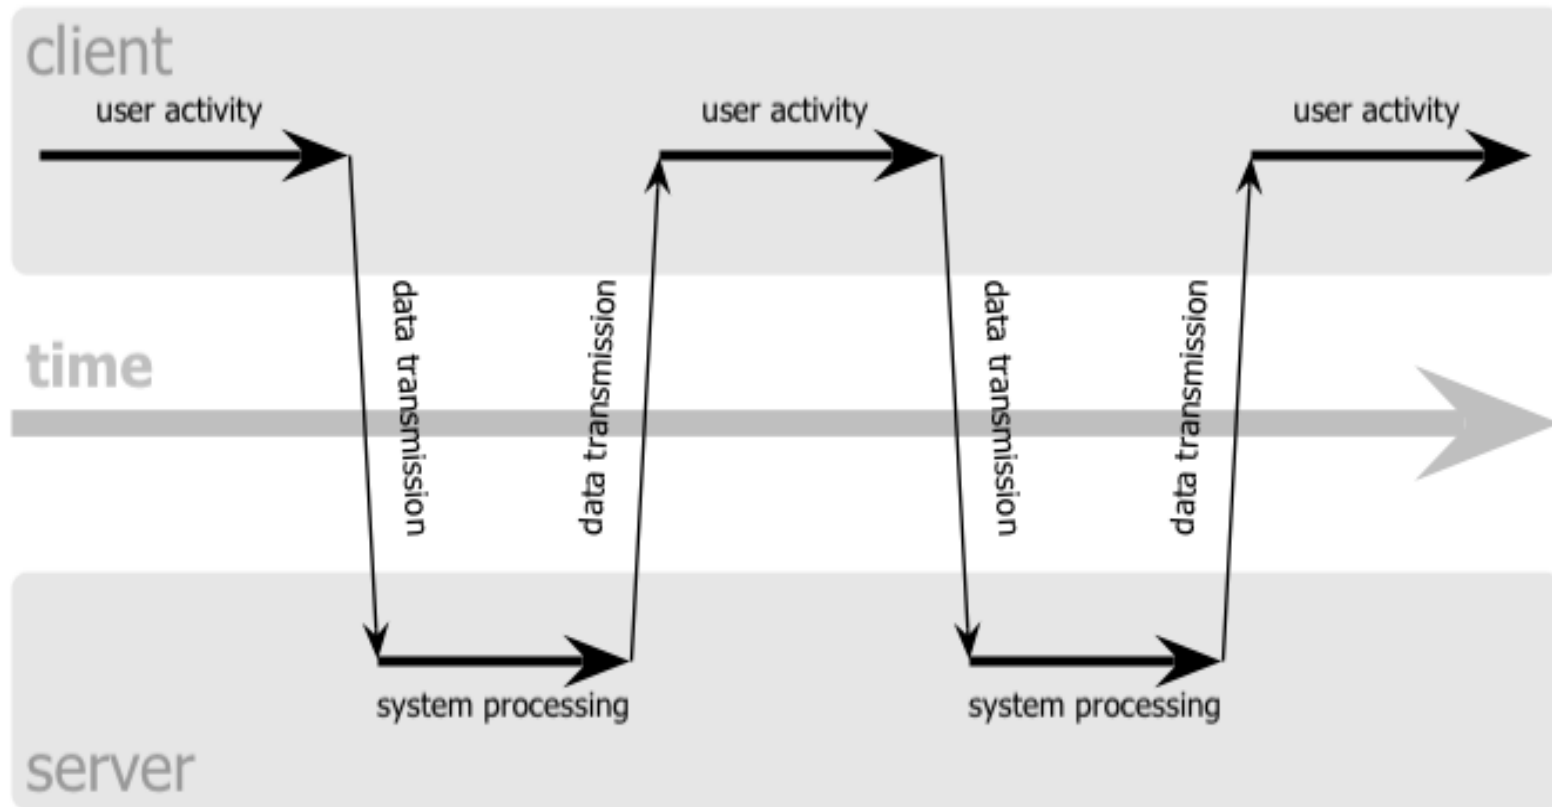 client
user activity
user activity
user activity
data transmission
data transmission
data transmission
data transmission
time
system processing
system processing
server